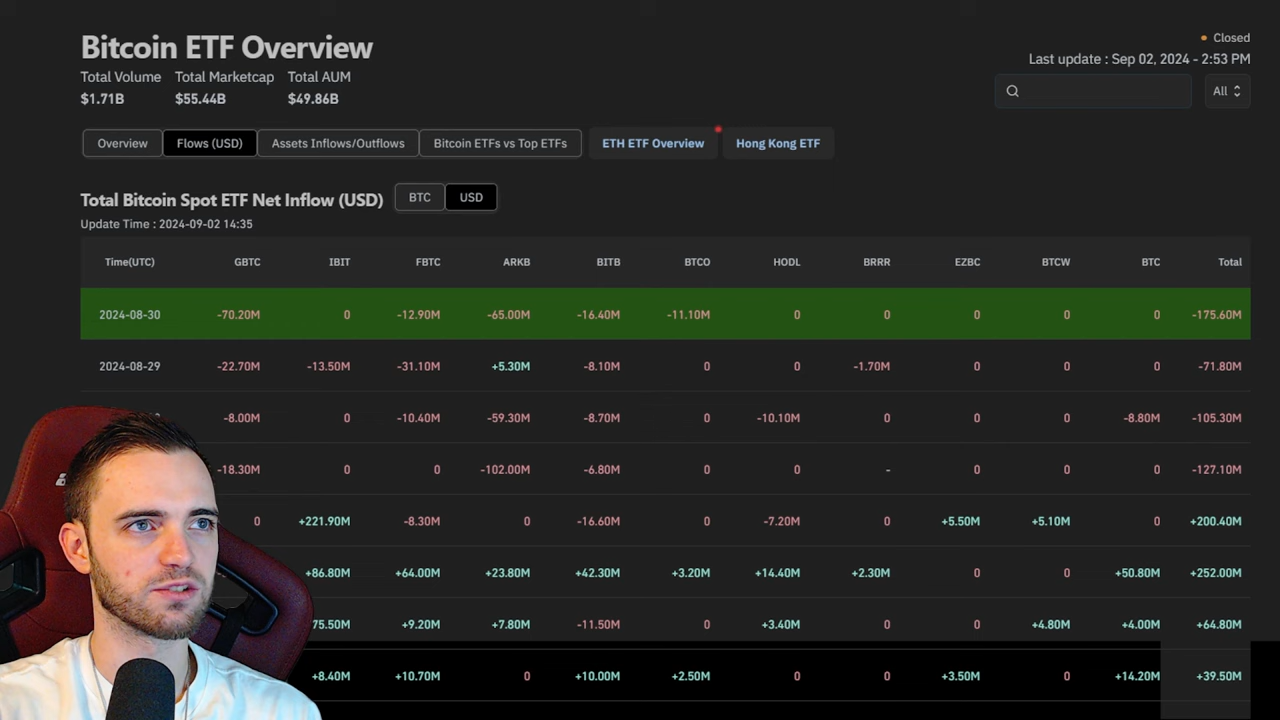 Bitcoin ETF Overview
Closed
Last update : Sep 02, 2024 - 2:53 PM
Total Volume Total Marketcap Total AUM
$1.71B $55.44B $49.86B
All
Overview Flows (USD) Assets Inflows/Outflows Bitcoin ETFs vs Top ETFs ETH ETF Overview Hong Kong ETF
Total Bitcoin Spot ETF Net Inflow (USD) BTC USD
Update Time : 2024-09-02 14:35
Time(UTC) GBTC IBIT FBTC ARKB BITB BTCO HODL BRRR EZBC BTCW BTC Total
2024-08-30 -70.20M 0 -12.90M -65.00M -16.40M -11.10M 0 0 0 0 0 -175.60M
2024-08-29 -22.70M -13.50M -31.10M +5.30M -8.10M 0 0 -1.70M 0 0 0 -71.80M
-8.00M 0 -10.40M -59.30M -8.70M 0 -10.10M 0 0 0 -8.80M -105.30M
-18.30M 0 0 -102.00M -6.80M 0 0 - 0 0 0 -127.10M
0 +221.90M -8.30M 0 -16.60M 0 -7.20M 0 +5.50M +5.10M 0 +200.40M
+86.80M +64.00M +23.80M +42.30M +3.20M +14.40M +2.30M 0 0 +50.80M +252.00M
75.50M +9.20M +7.80M -11.50M 0 +3.40M 0 0 +4.80M +4.00M +64.80M
+8.40M +10.70M 0 +10.00M +2.50M 0 0 +3.50M 0 +14.20M +39.50M